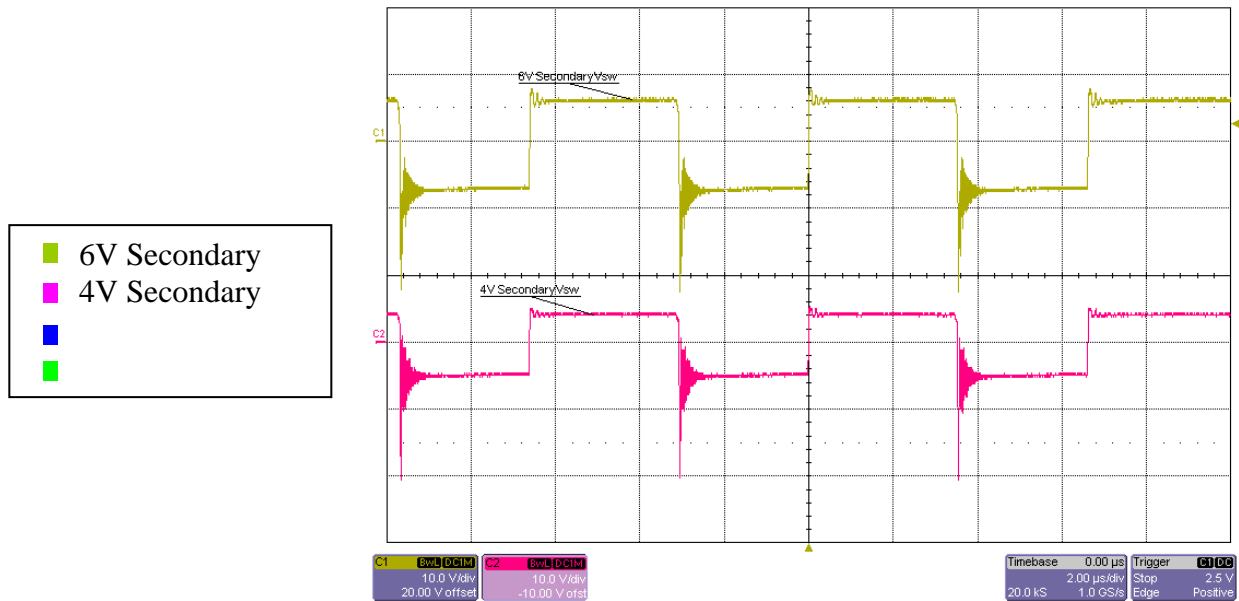 6V Secondary
4V Secondary
6V SecondaryVsw
C1
4V SecondaryVsw
C2
C1 BwL DC1M
10.0 V/div
20.00 V offset
C2 BwL DC1M
10.0 V/div
-10.00 V ofst
Timebase 0.00 µs
2.00 µs/div
20.0 kS 1.0 GS/s
Trigger C1 DC
Stop 2.5 V
Edge Positive